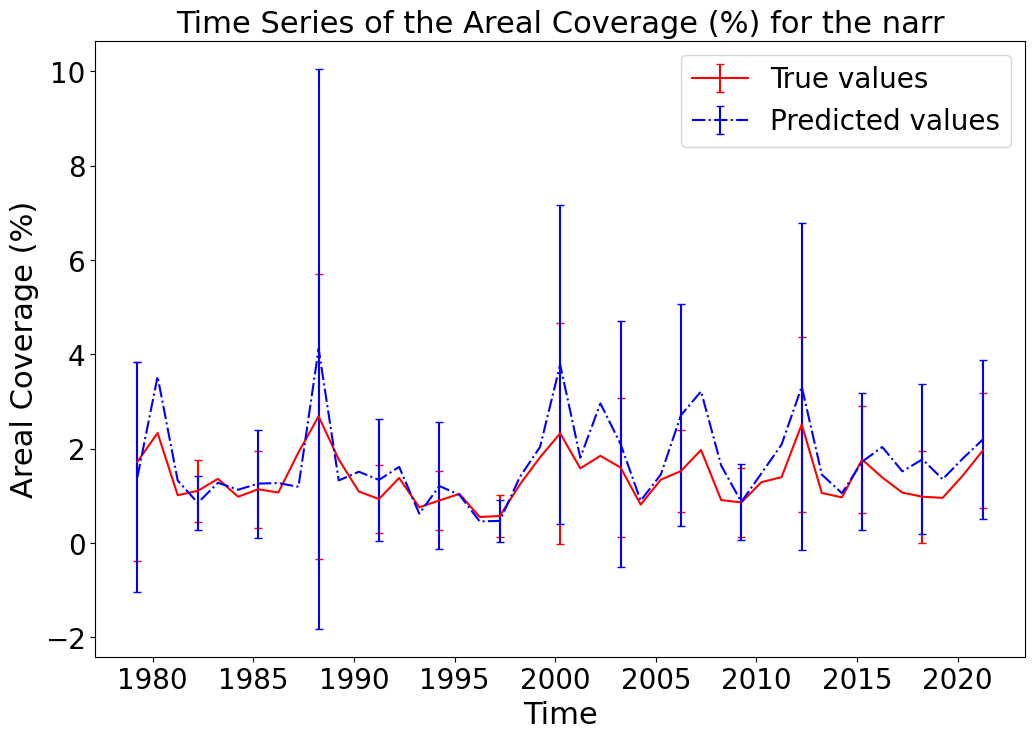 Time Series of the Areal Coverage (%) for the narr
True values
Predicted values
Areal Coverage (%)
10
8
6
4
2
0
−2
1980 1985 1990 1995 2000 2005 2010 2015 2020
Time